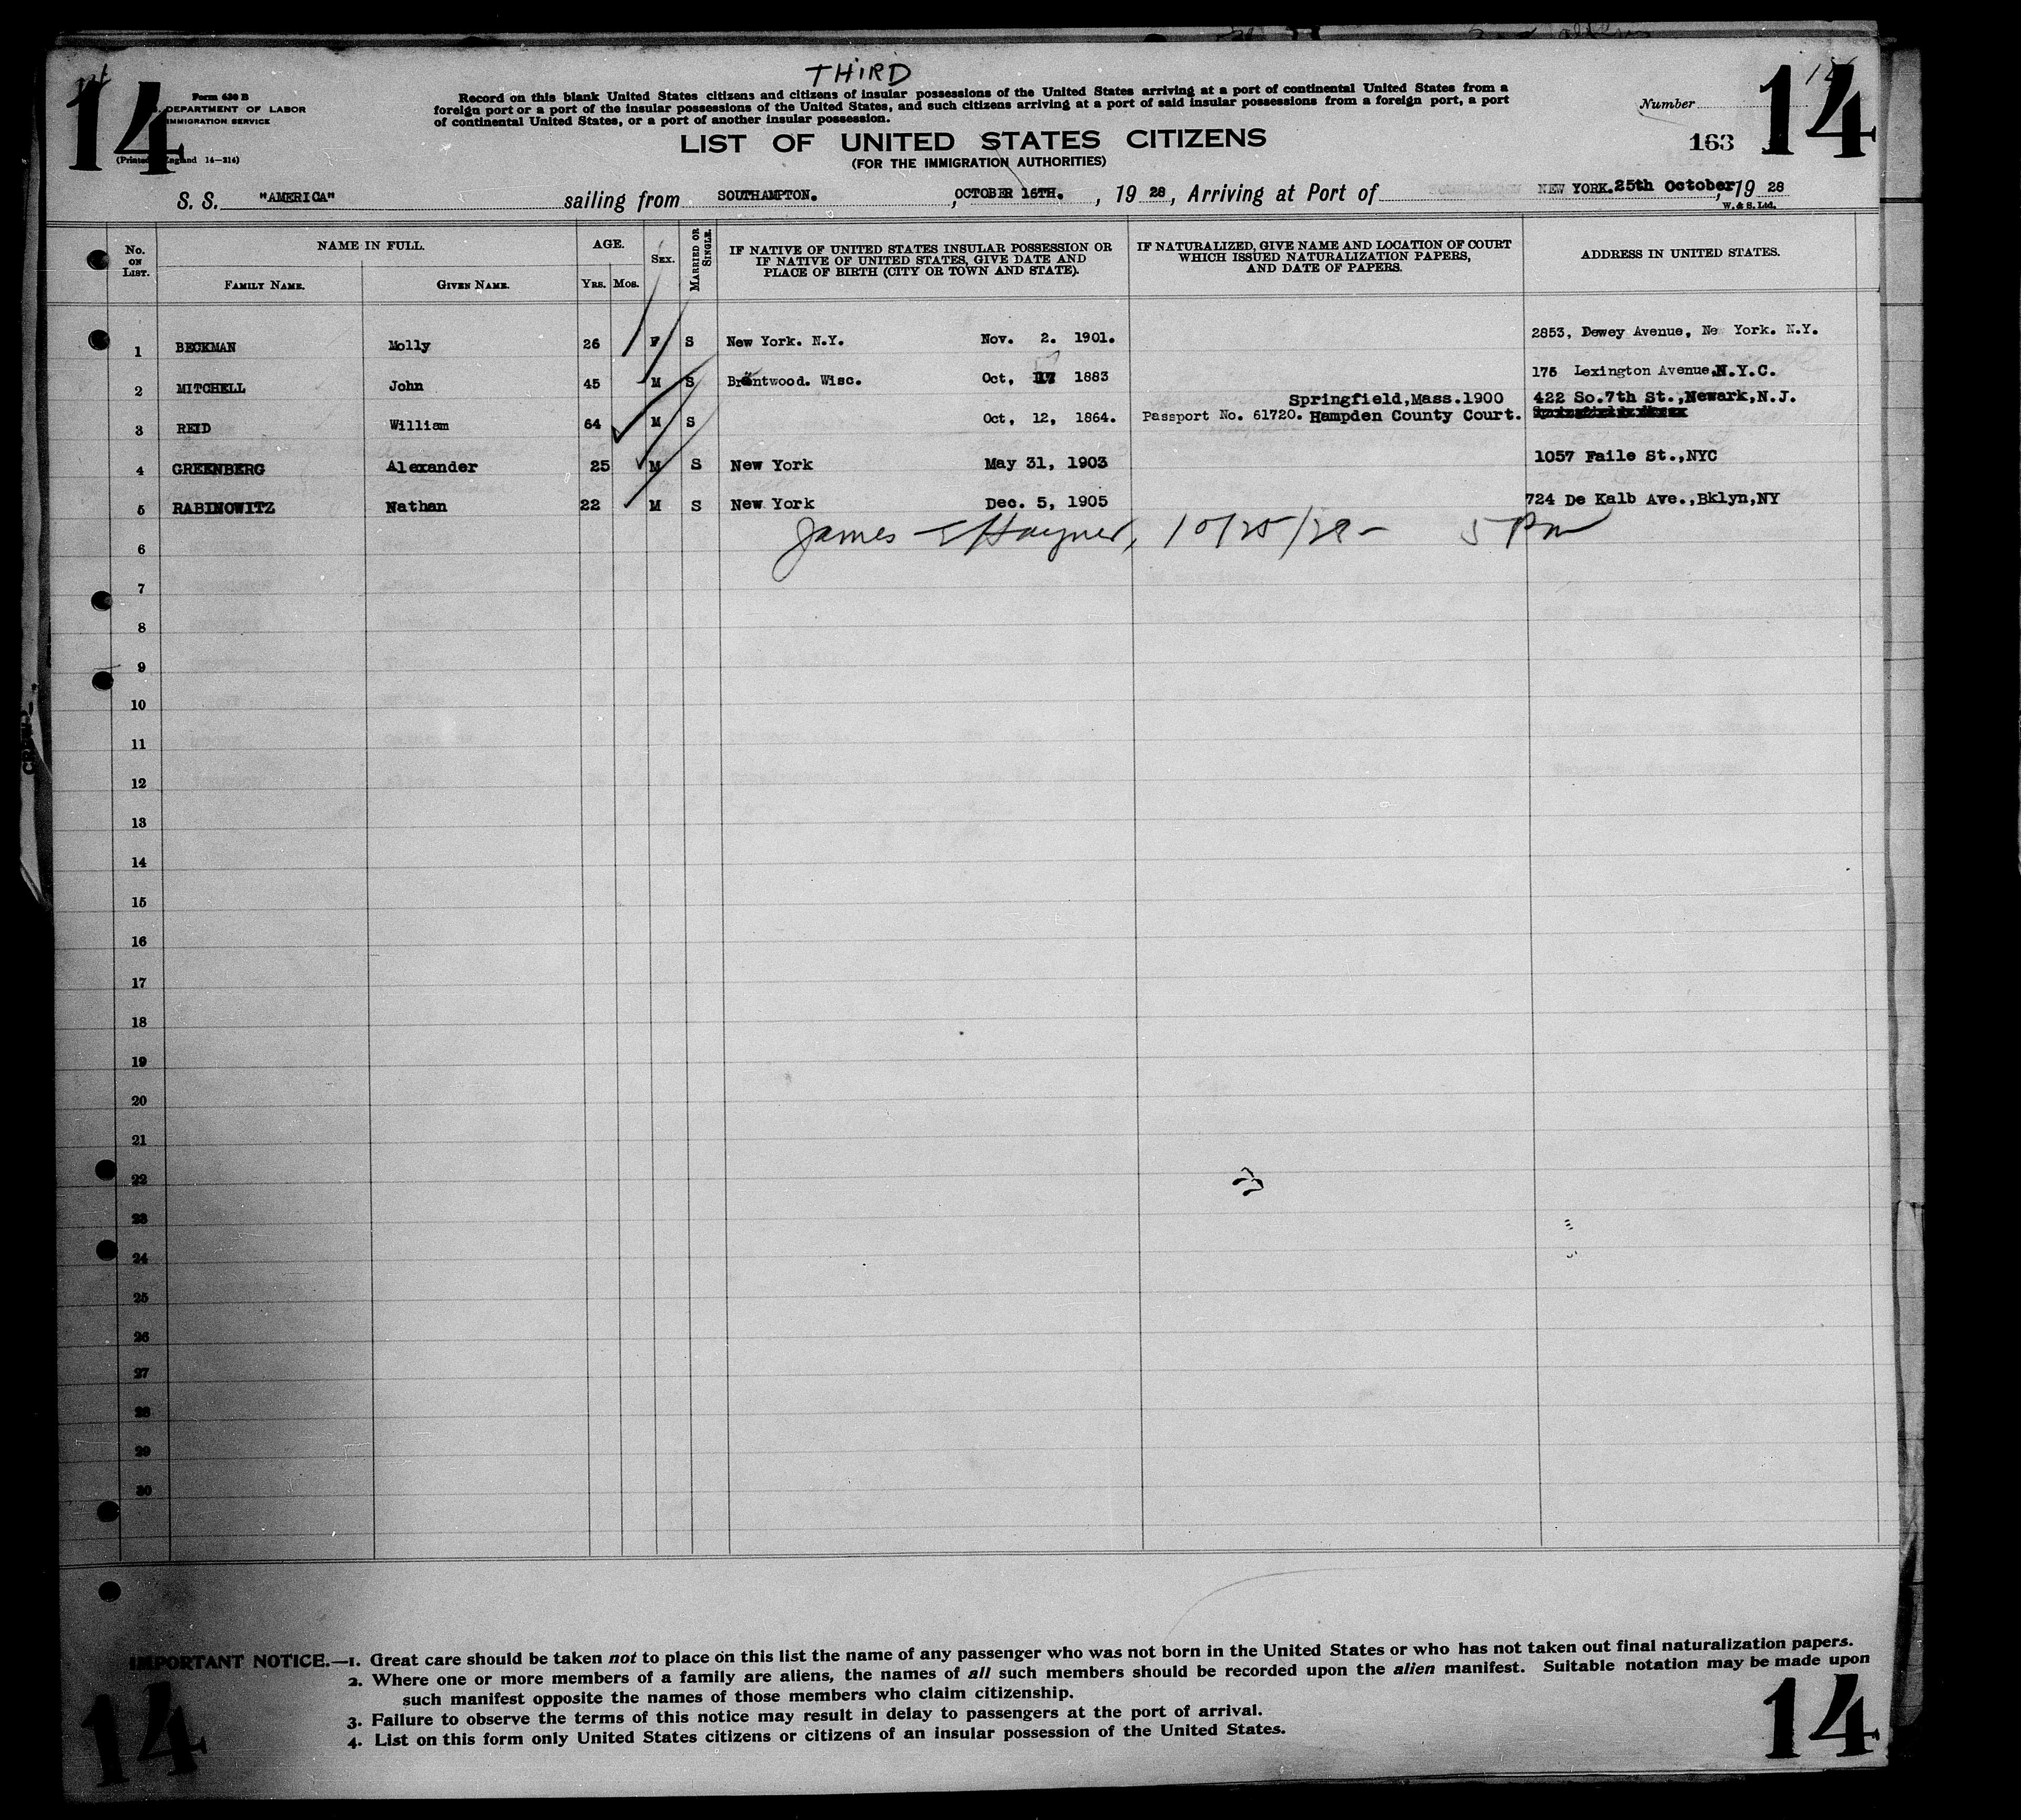 THIRD
14
14
Form 630 B
DEPARTMENT OF LABOR
IMMIGRATION SERVICE
(Printed England 14—214)
Record on this blank United States citizens and citizens of insular possessions of the United States arriving at a port of continental United States from a
foreign port or a port of the insular possessions of the United States, and such citizens arriving at a port of said insular possessions from a foreign port, a port
of continental United States, or a port of another insular possession.
Number
163
LIST OF UNITED STATES CITIZENS
(FOR THE IMMIGRATION AUTHORITIES)
S. S. "AMERICA" sailing from SOUTHAMPTON. , OCTOBER 16TH. , 19 28 , Arriving at Port of NEW YORK. 25th October, 19 28
W. & S. Ltd.
No. ON LIST. NAME IN FULL. FAMILY NAME. GIVEN NAME. AGE. YRS. MOS. SEX. MARRIED OR SINGLE. IF NATIVE OF UNITED STATES INSULAR POSSESSION OR IF NATIVE OF UNITED STATES, GIVE DATE AND PLACE OF BIRTH (CITY OR TOWN AND STATE). IF NATURALIZED, GIVE NAME AND LOCATION OF COURT WHICH ISSUED NATURALIZATION PAPERS, AND DATE OF PAPERS. ADDRESS IN UNITED STATES.
1 BECKMAN Molly 26 F S New York. N.Y. Nov. 2. 1901. 2853, Dewey Avenue, New York. N.Y.
2 MITCHELL John 45 M S Brentwood. Wisc. Oct, 17 1883 175 Lexington Avenue, N.Y.C.
Springfield,Mass.1900 422 So.7th St.,Newark,N.J.
3 REID William 64 M S Oct, 12, 1864. Passport No. 61720. Hampden County Court.
4 GREENBERG Alexander 25 M S New York May 31, 1903 1057 Faile St.,NYC
5 RABINOWITZ Nathan 22 M S New York Dec. 5, 1905 724 De Kalb Ave.,Bklyn,NY
James 10/25/28- 5 Pm
6
7
8
9
10
11
12
13
14
15
16
17
18
19
20
21
22
23
24
25
26
27
28
29
30
IMPORTANT NOTICE.—1. Great care should be taken not to place on this list the name of any passenger who was not born in the United States or who has not taken out final naturalization papers.
2. Where one or more members of a family are aliens, the names of all such members should be recorded upon the alien manifest. Suitable notation may be made upon
such manifest opposite the names of those members who claim citizenship.
3. Failure to observe the terms of this notice may result in delay to passengers at the port of arrival.
4. List on this form only United States citizens or citizens of an insular possession of the United States.
14
14